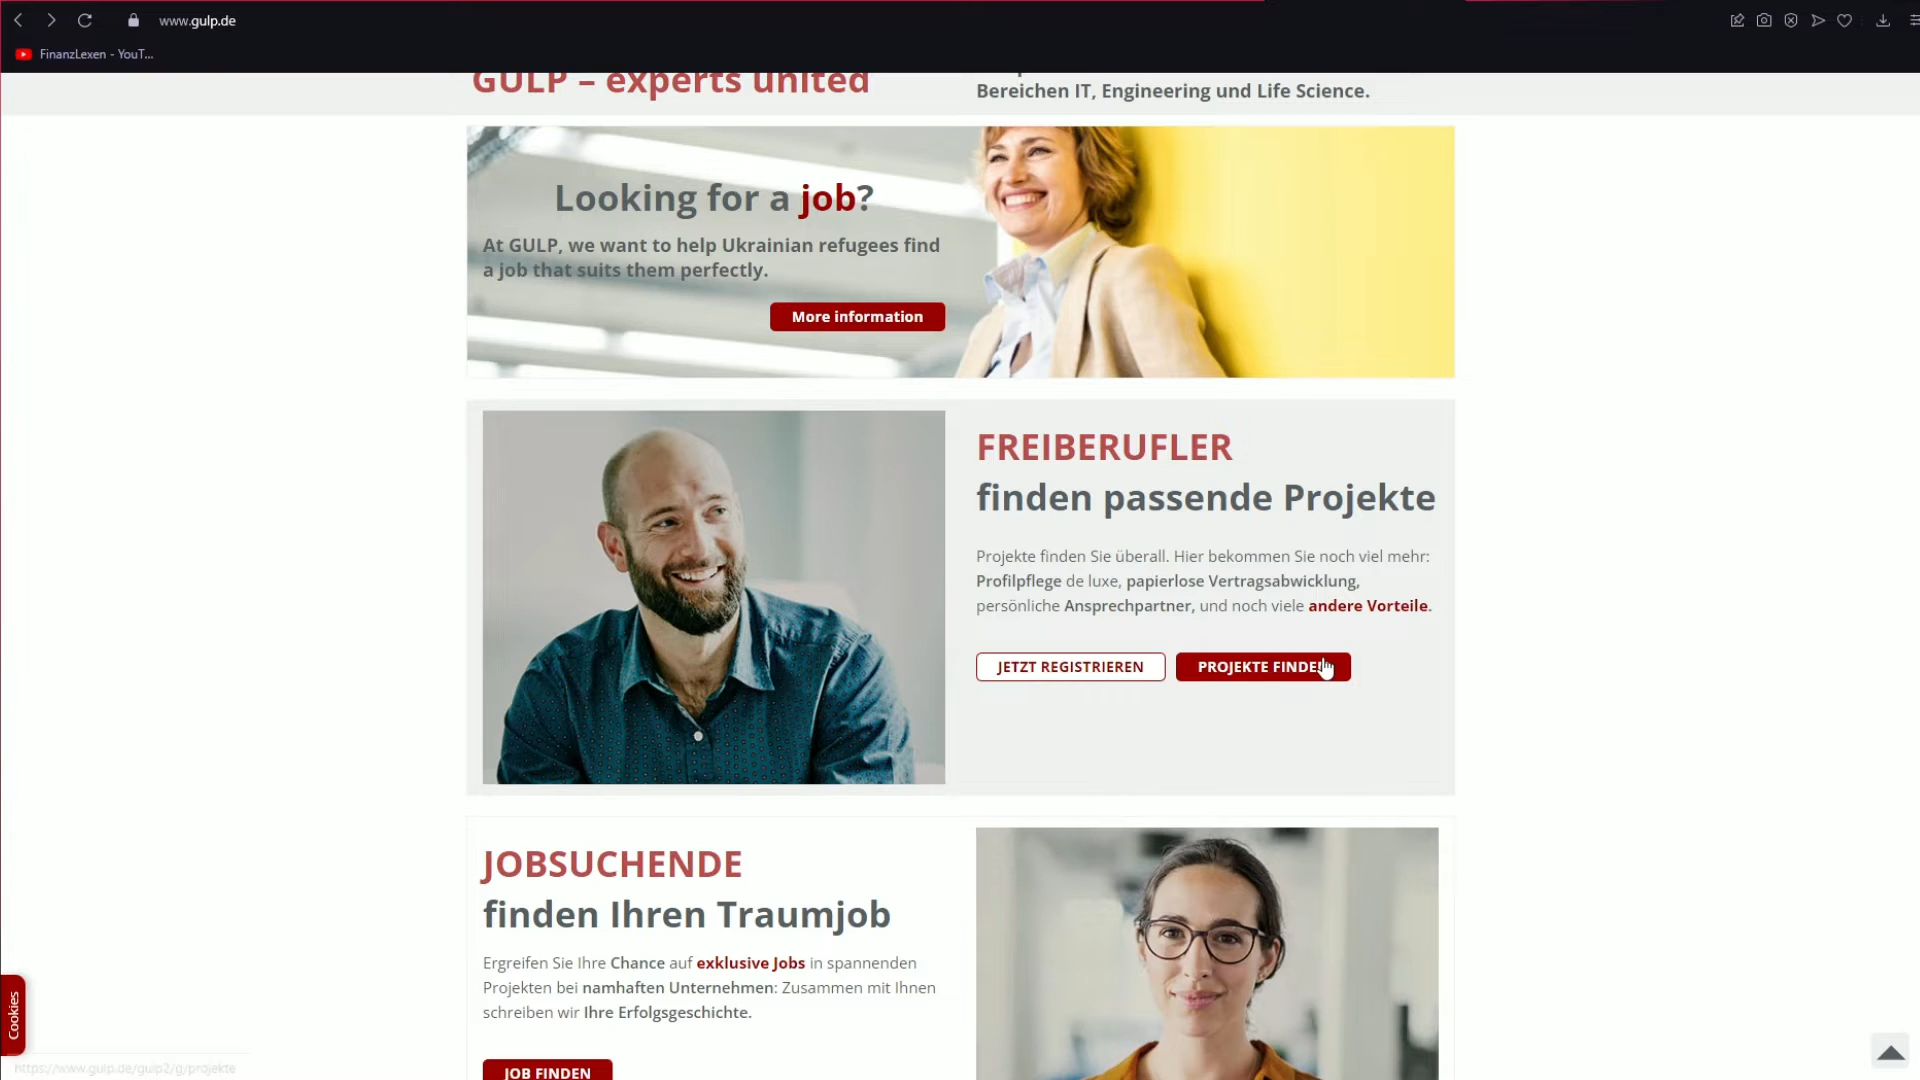 www.gulp.de
FinanzLexen - YouT...
GULP – experts united
Bereichen IT, Engineering und Life Science.
Looking for a job?
At GULP, we want to help Ukrainian refugees find
a job that suits them perfectly.
More information
FREIBERUFLER
finden passende Projekte
Projekte finden Sie überall. Hier bekommen Sie noch viel mehr:
Profilpflege de luxe, papierlose Vertragsabwicklung,
persönliche Ansprechpartner, und noch viele andere Vorteile.
JETZT REGISTRIEREN
PROJEKTE FINDEN
JOBSUCHENDE
finden Ihren Traumjob
Ergreifen Sie Ihre Chance auf exklusive Jobs in spannenden
Projekten bei namhaften Unternehmen: Zusammen mit Ihnen
schreiben wir Ihre Erfolgsgeschichte.
JOB FINDEN
Cookies
https://www.gulp.de/gulp2/g/projekte